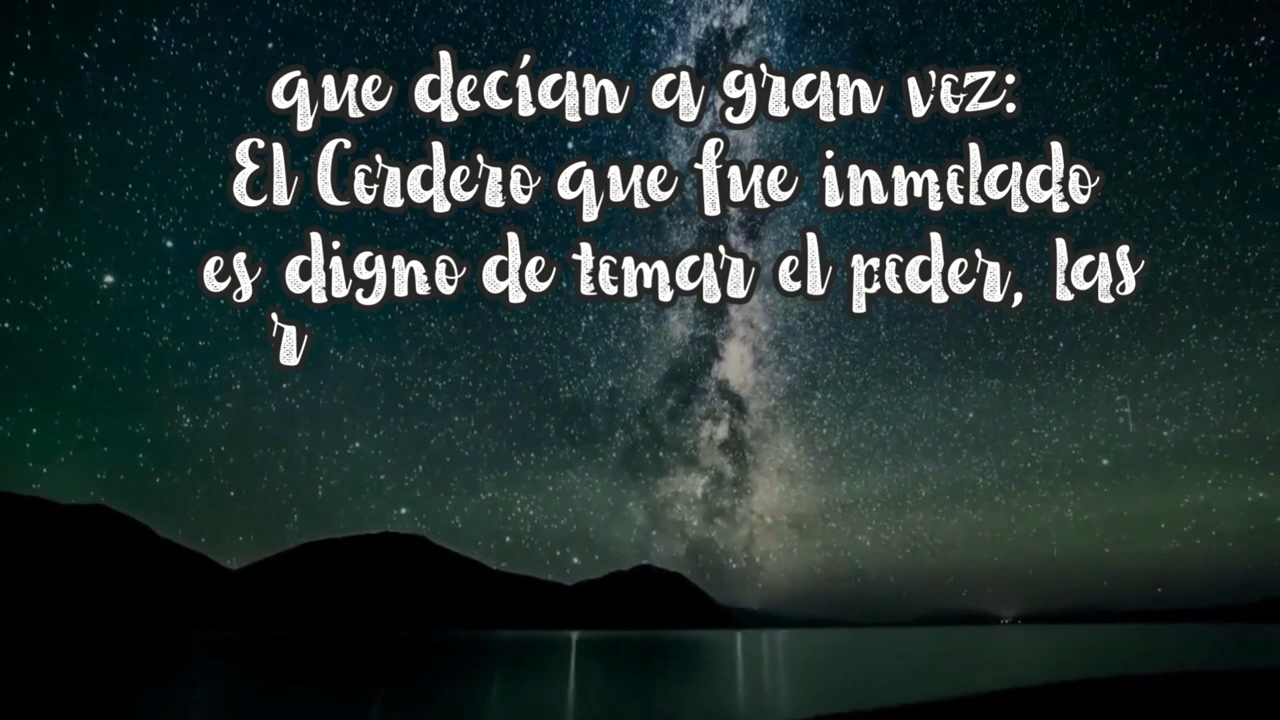 que decían a gran voz:
El Cordero que fue inmolado
es digno de tomar el poder, las
r